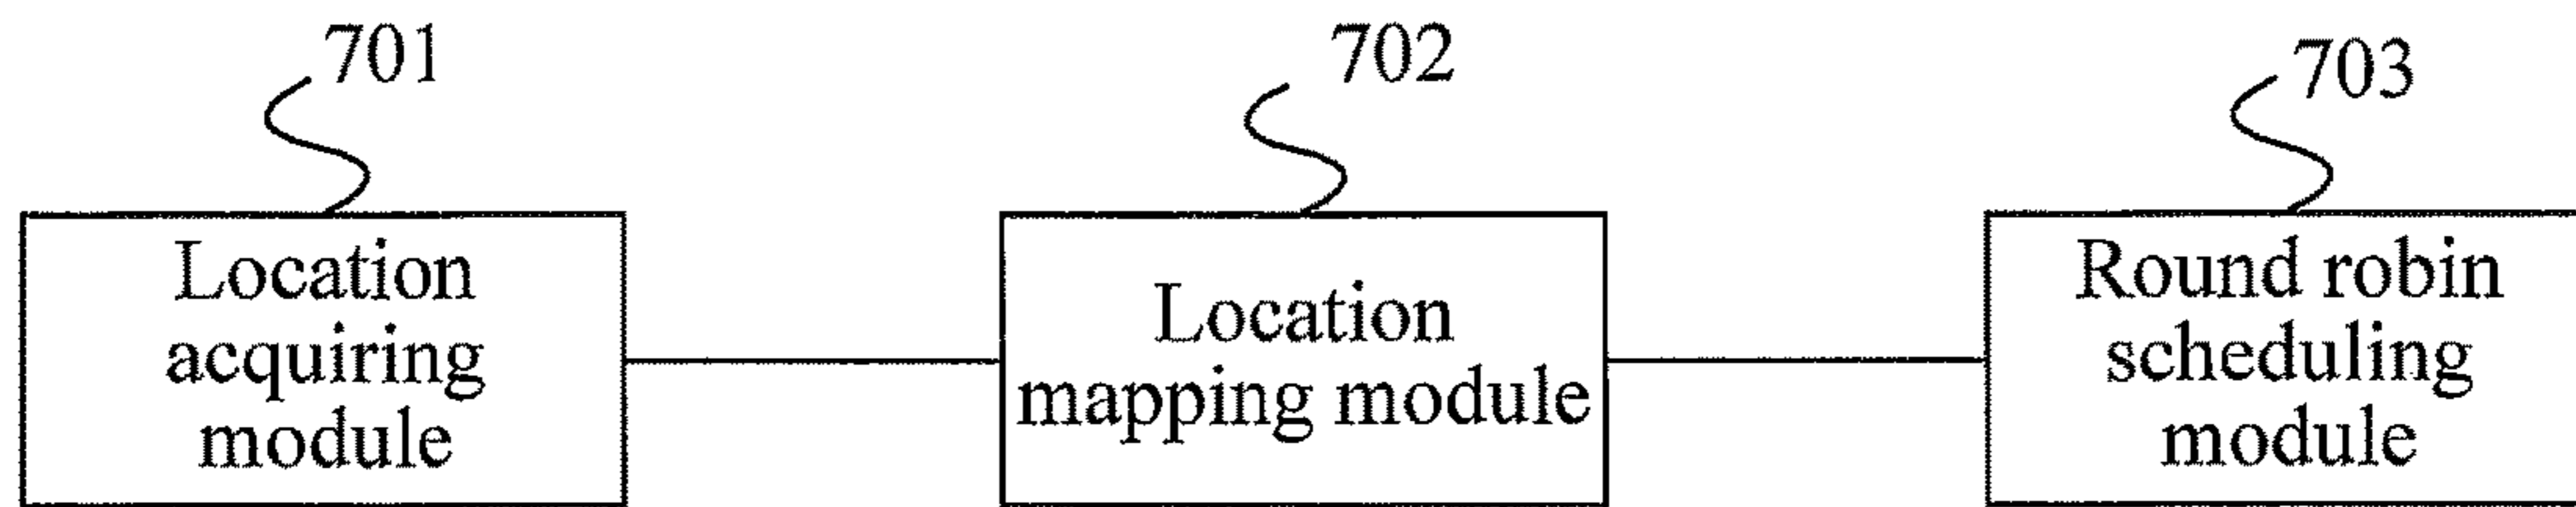 701
702
703
Location
acquiring
module
Location
mapping module
Round robin
scheduling
module